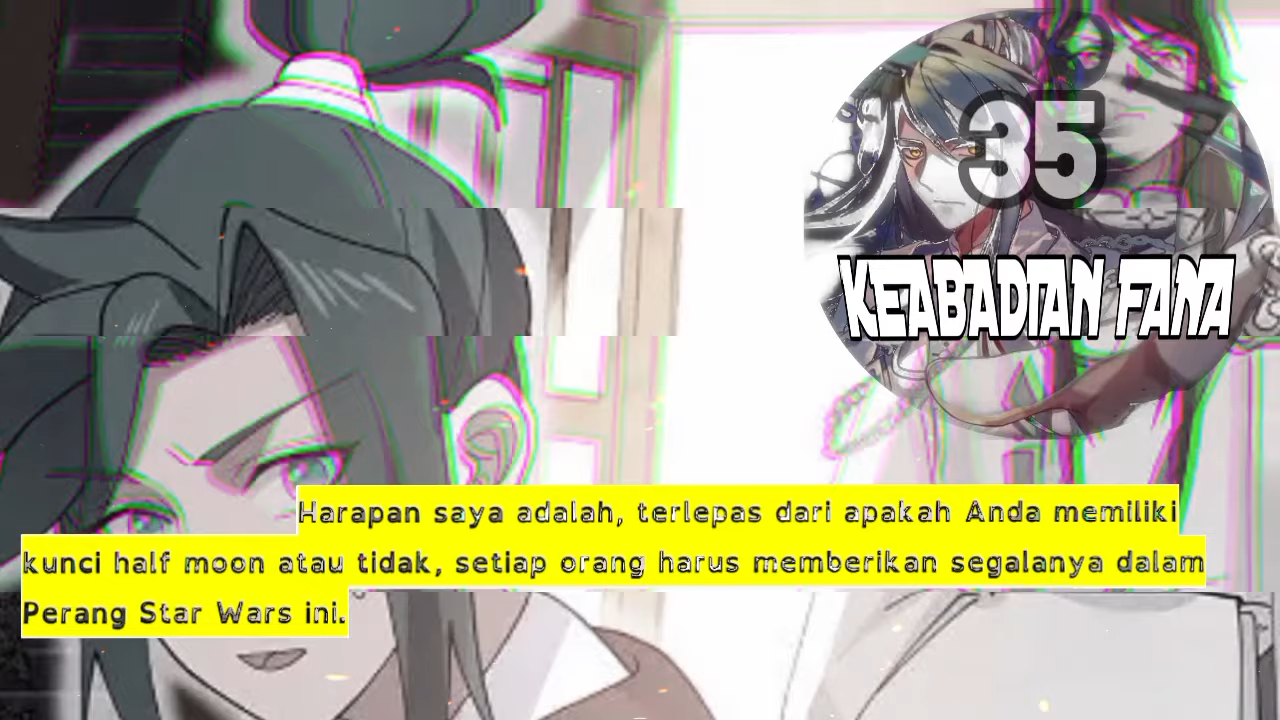 35
KEABADIAN FANA
Harapan saya adalah, terlepas dari apakah Anda memiliki
kunci half moon atau tidak, setiap orang harus memberikan segalanya dalam
Perang Star Wars ini.